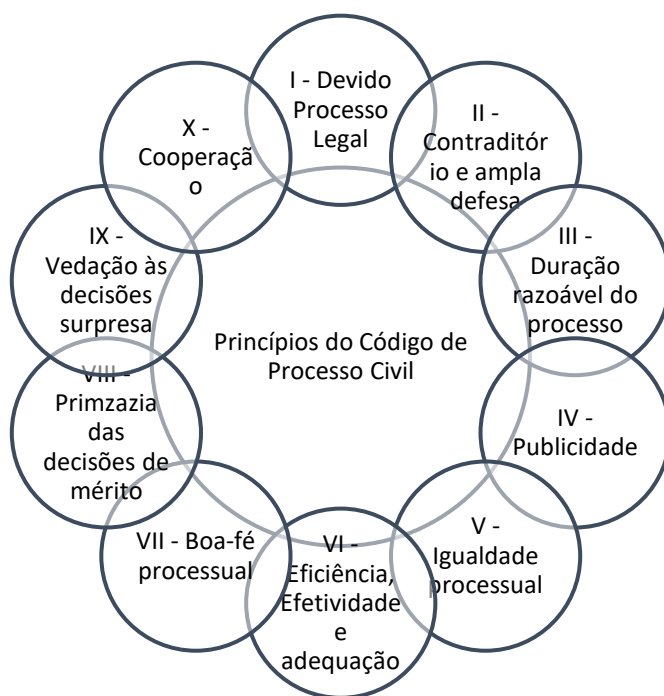 I - Devido
Processo
Legal
II -
Contraditór
io e ampla
defesa
III -
Duração
razoável do
processo
IV -
Publicidade
V -
Igualdade
processual
VI -
Eficiência,
Efetividade
e
adequação
VII - Boa-fé
processual
VIII -
Primzazia
das
decisões de
mérito
IX -
Vedação às
decisões
surpresa
X -
Cooperaçã
o
Princípios do Código de
Processo Civil